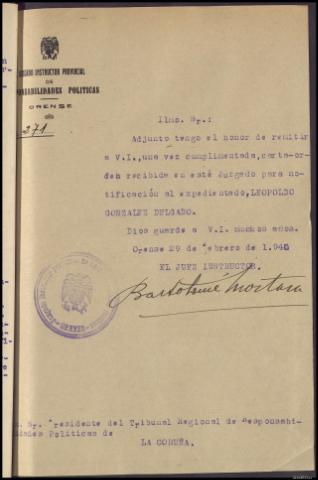 JUZGADO INSTRUCTOR PROVINCIAL
DE
RESPONSABILIDADES POLITICAS
ORENSE
271
Ilmo. Sr.:
Adjunto tengo el honor de remitir
a V.I., una vez cumplimentada, carta-or-
den recibida en este Juzgado para no-
tificación al expedientado, LEOPOLDO
GONZALEZ DELGADO.
Dios guarde a V.I. muchos años.
Orense 29 de febrero de 1.940
EL JUEZ INSTRUCTOR.
Bartolomé Mostaza
Sr. Presidente del Tribunal Regional de Responsabi-
lidades Politicas de
LA CORUÑA.